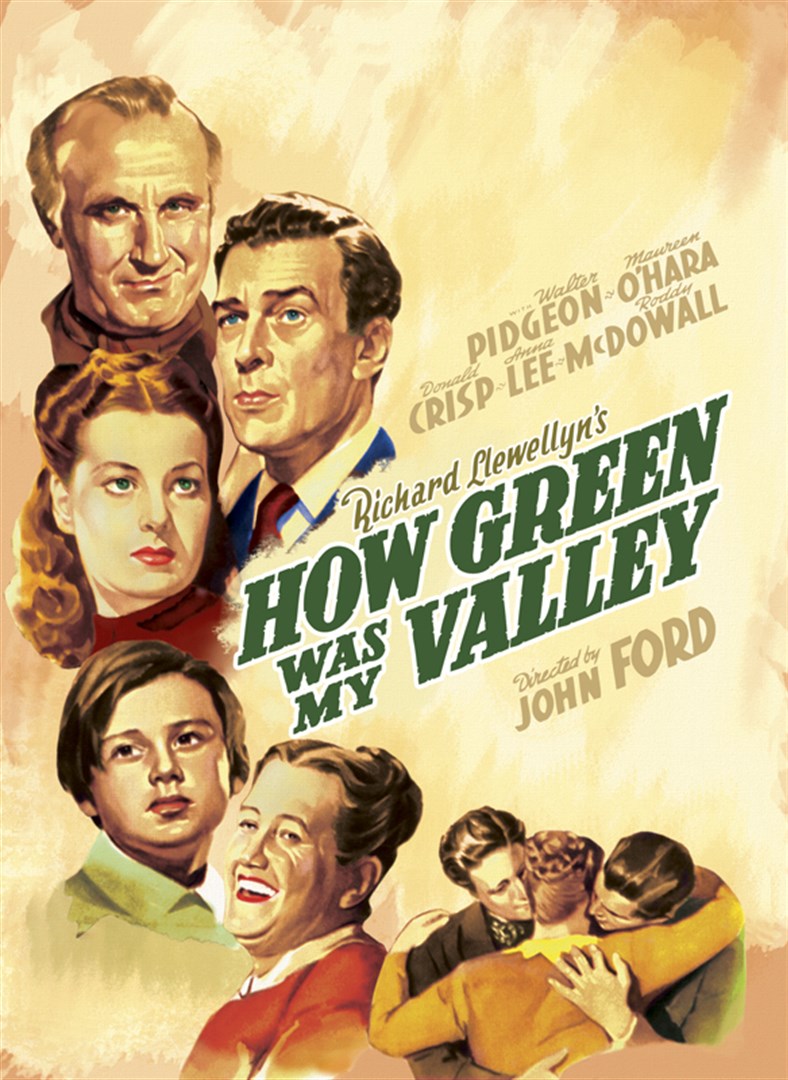 with Walter PIDGEON ~ Maureen O'HARA
Donald CRISP ~ Anna LEE ~ Roddy McDOWALL
Richard Llewellyn's
HOW GREEN
WAS MY VALLEY
Directed by
JOHN FORD